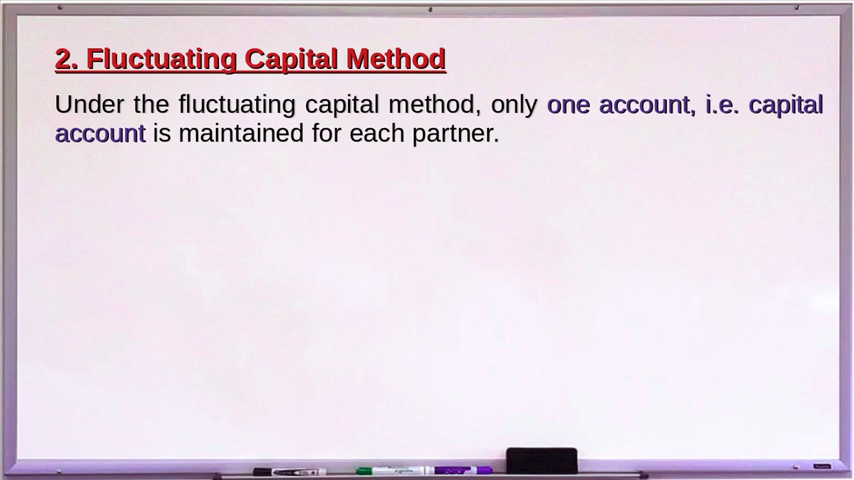 2. Fluctuating Capital Method
Under the fluctuating capital method, only one account, i.e. capital
account is maintained for each partner.